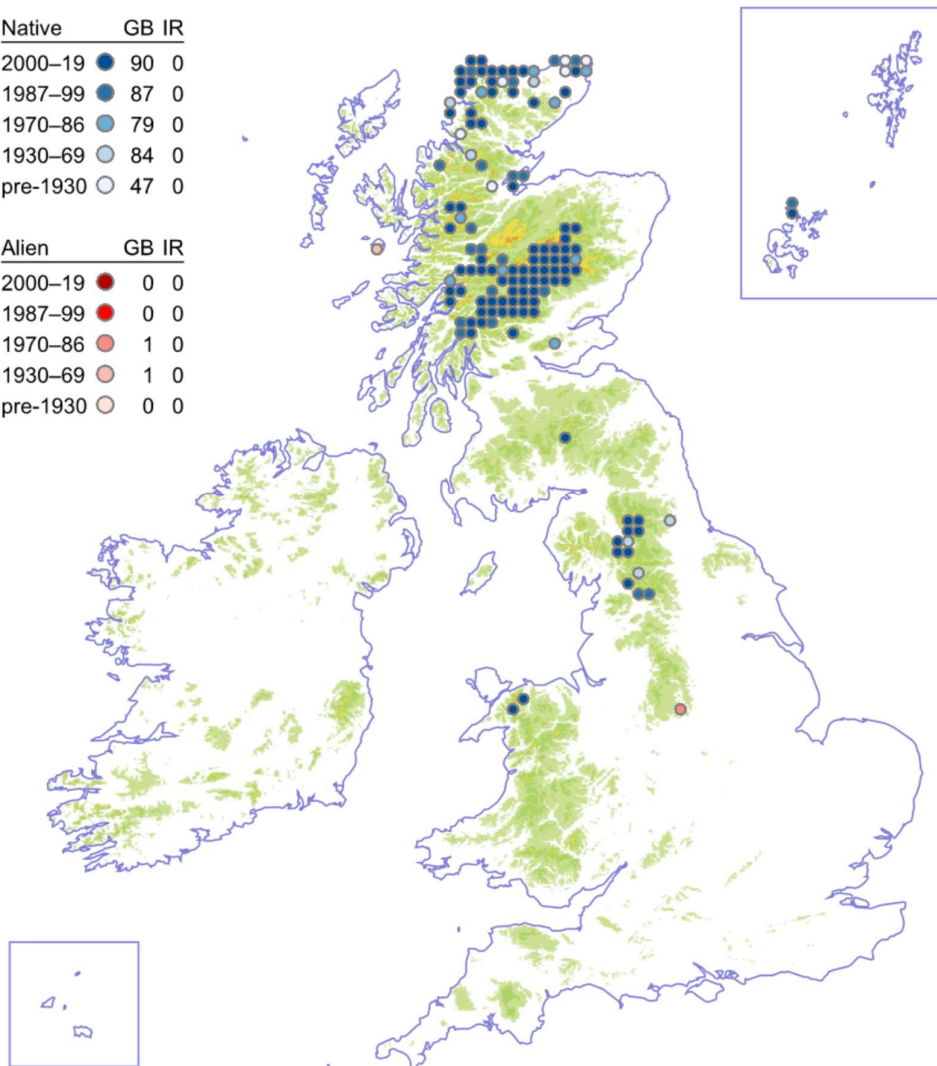 Native GB IR
2000–19 90 0
1987–99 87 0
1970–86 79 0
1930–69 84 0
pre-1930 47 0
Alien GB IR
2000–19 0 0
1987–99 0 0
1970–86 1 0
1930–69 1 0
pre-1930 0 0